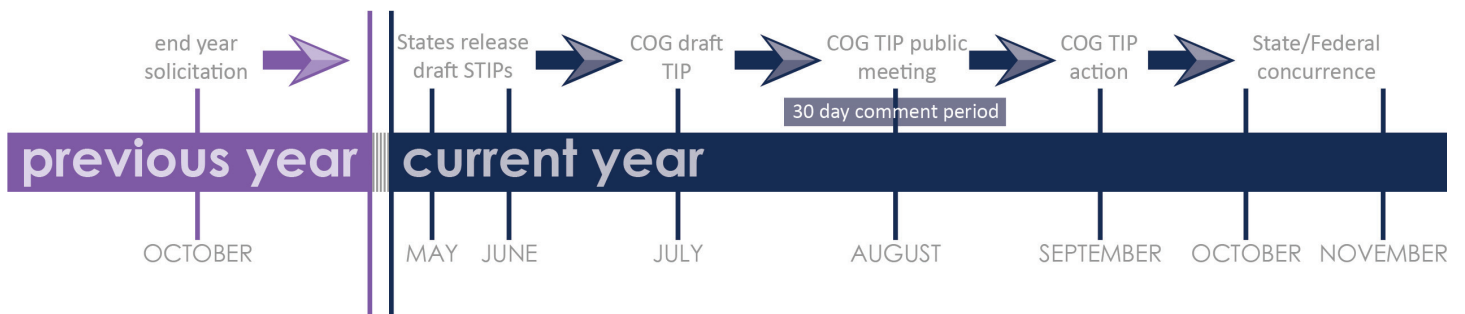 end year
solicitation
States release
draft STIPs
COG draft
TIP
COG TIP public
meeting
COG TIP
action
State/Federal
concurrence
30 day comment period
previous year
current year
OCTOBER
MAY
JUNE
JULY
AUGUST
SEPTEMBER
OCTOBER
NOVEMBER